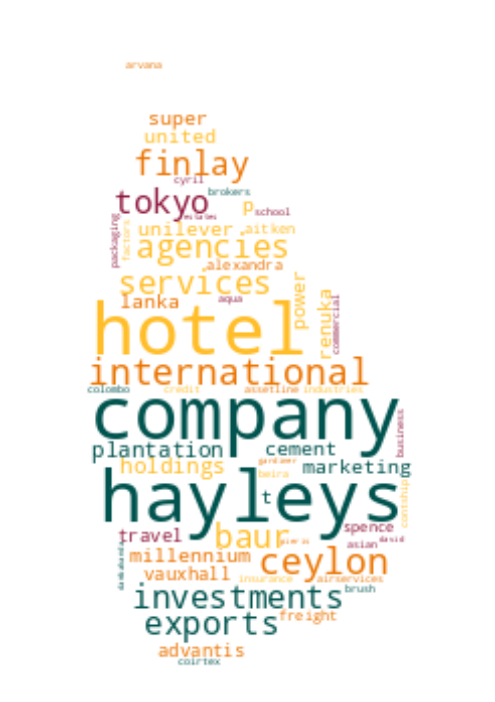 arvana
super
united
finlay
cyril
tokyo
brokers
estates
p
school
packaging
factors
unilever
aitken
agencies
alexandra
services
lanka
aqua
power
renuka
commercial
hotel
international
colombo
credit
assetline
industries
company
business
plantation
cement
holdings
gardiner
marketing
beira
hayleys
t
contship
travel
baur
pieris
spence
asian
david
millennium
ceylon
vauxhall
insurance
airservices
brush
investments
exports
freight
advantis
coirtex